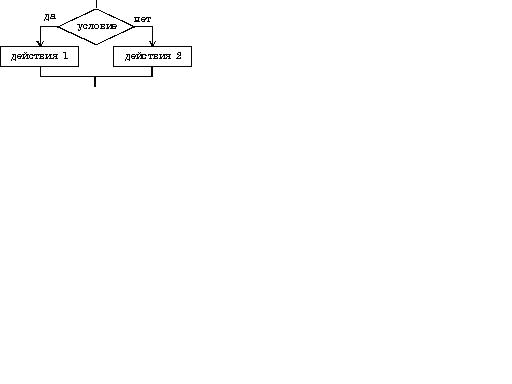 да
нет
условие
действия 1
действия 2